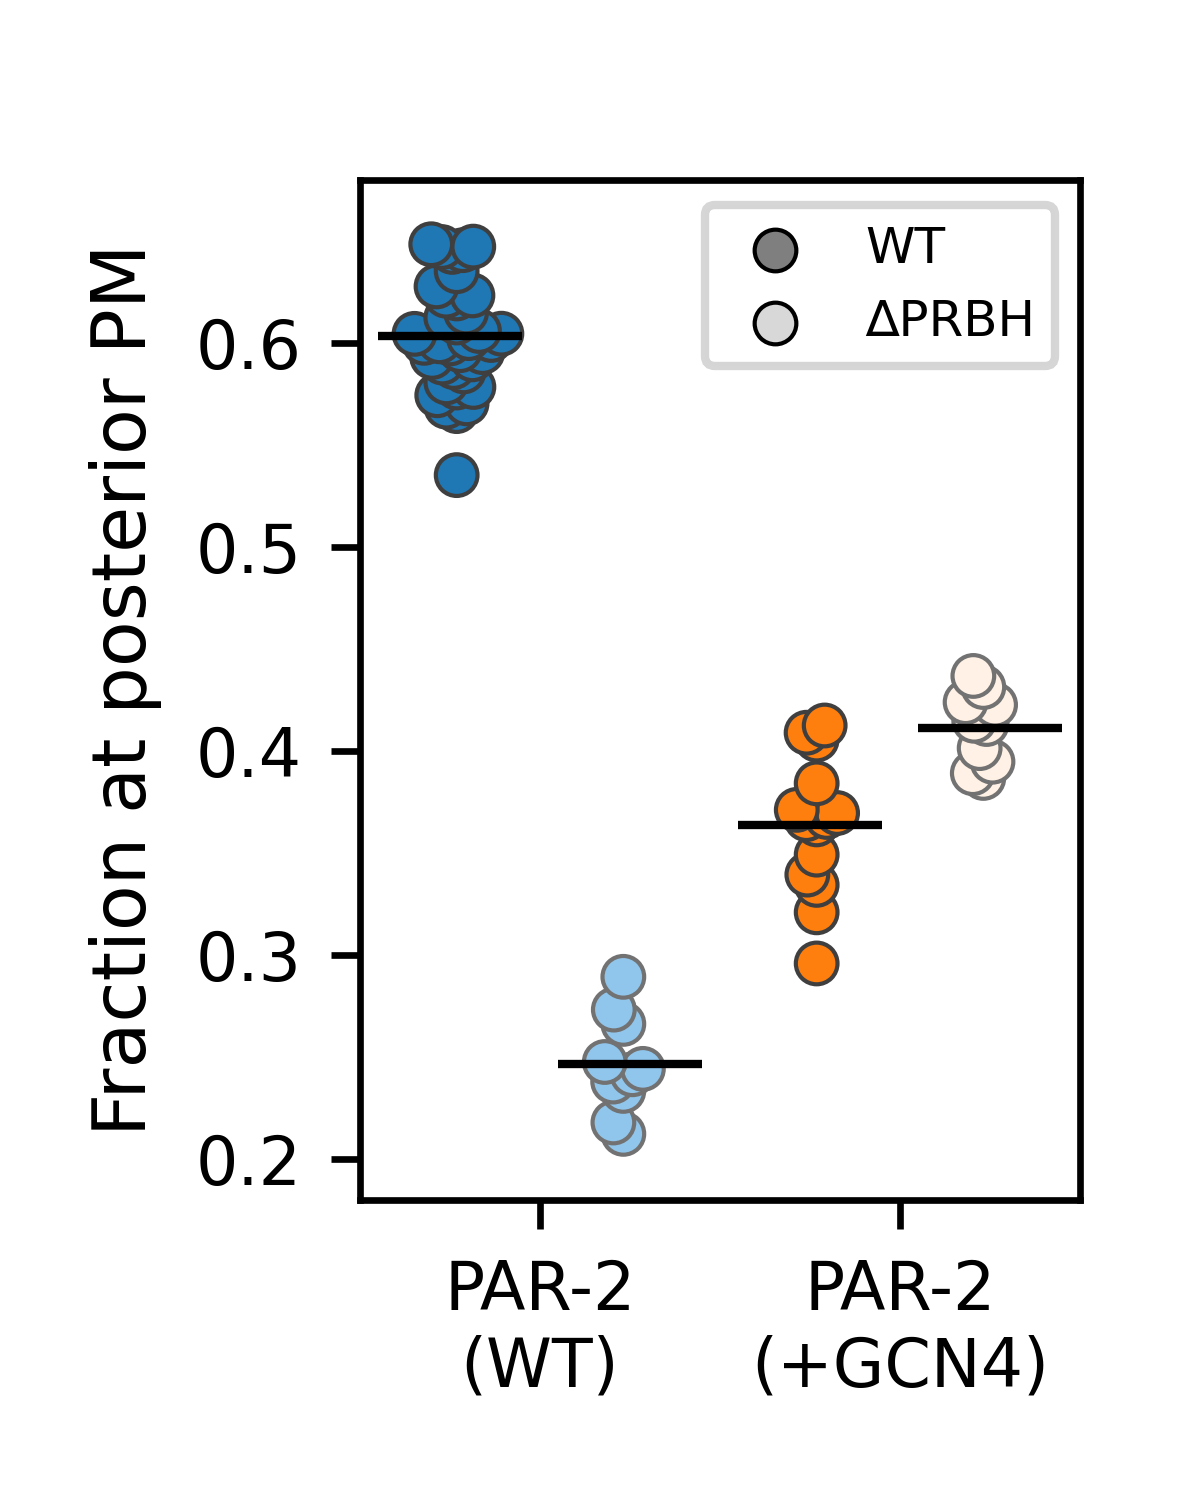 WT
ΔPRBH
Fraction at posterior PM
0.6
0.5
0.4
0.3
0.2
PAR-2
(WT)
PAR-2
(+GCN4)